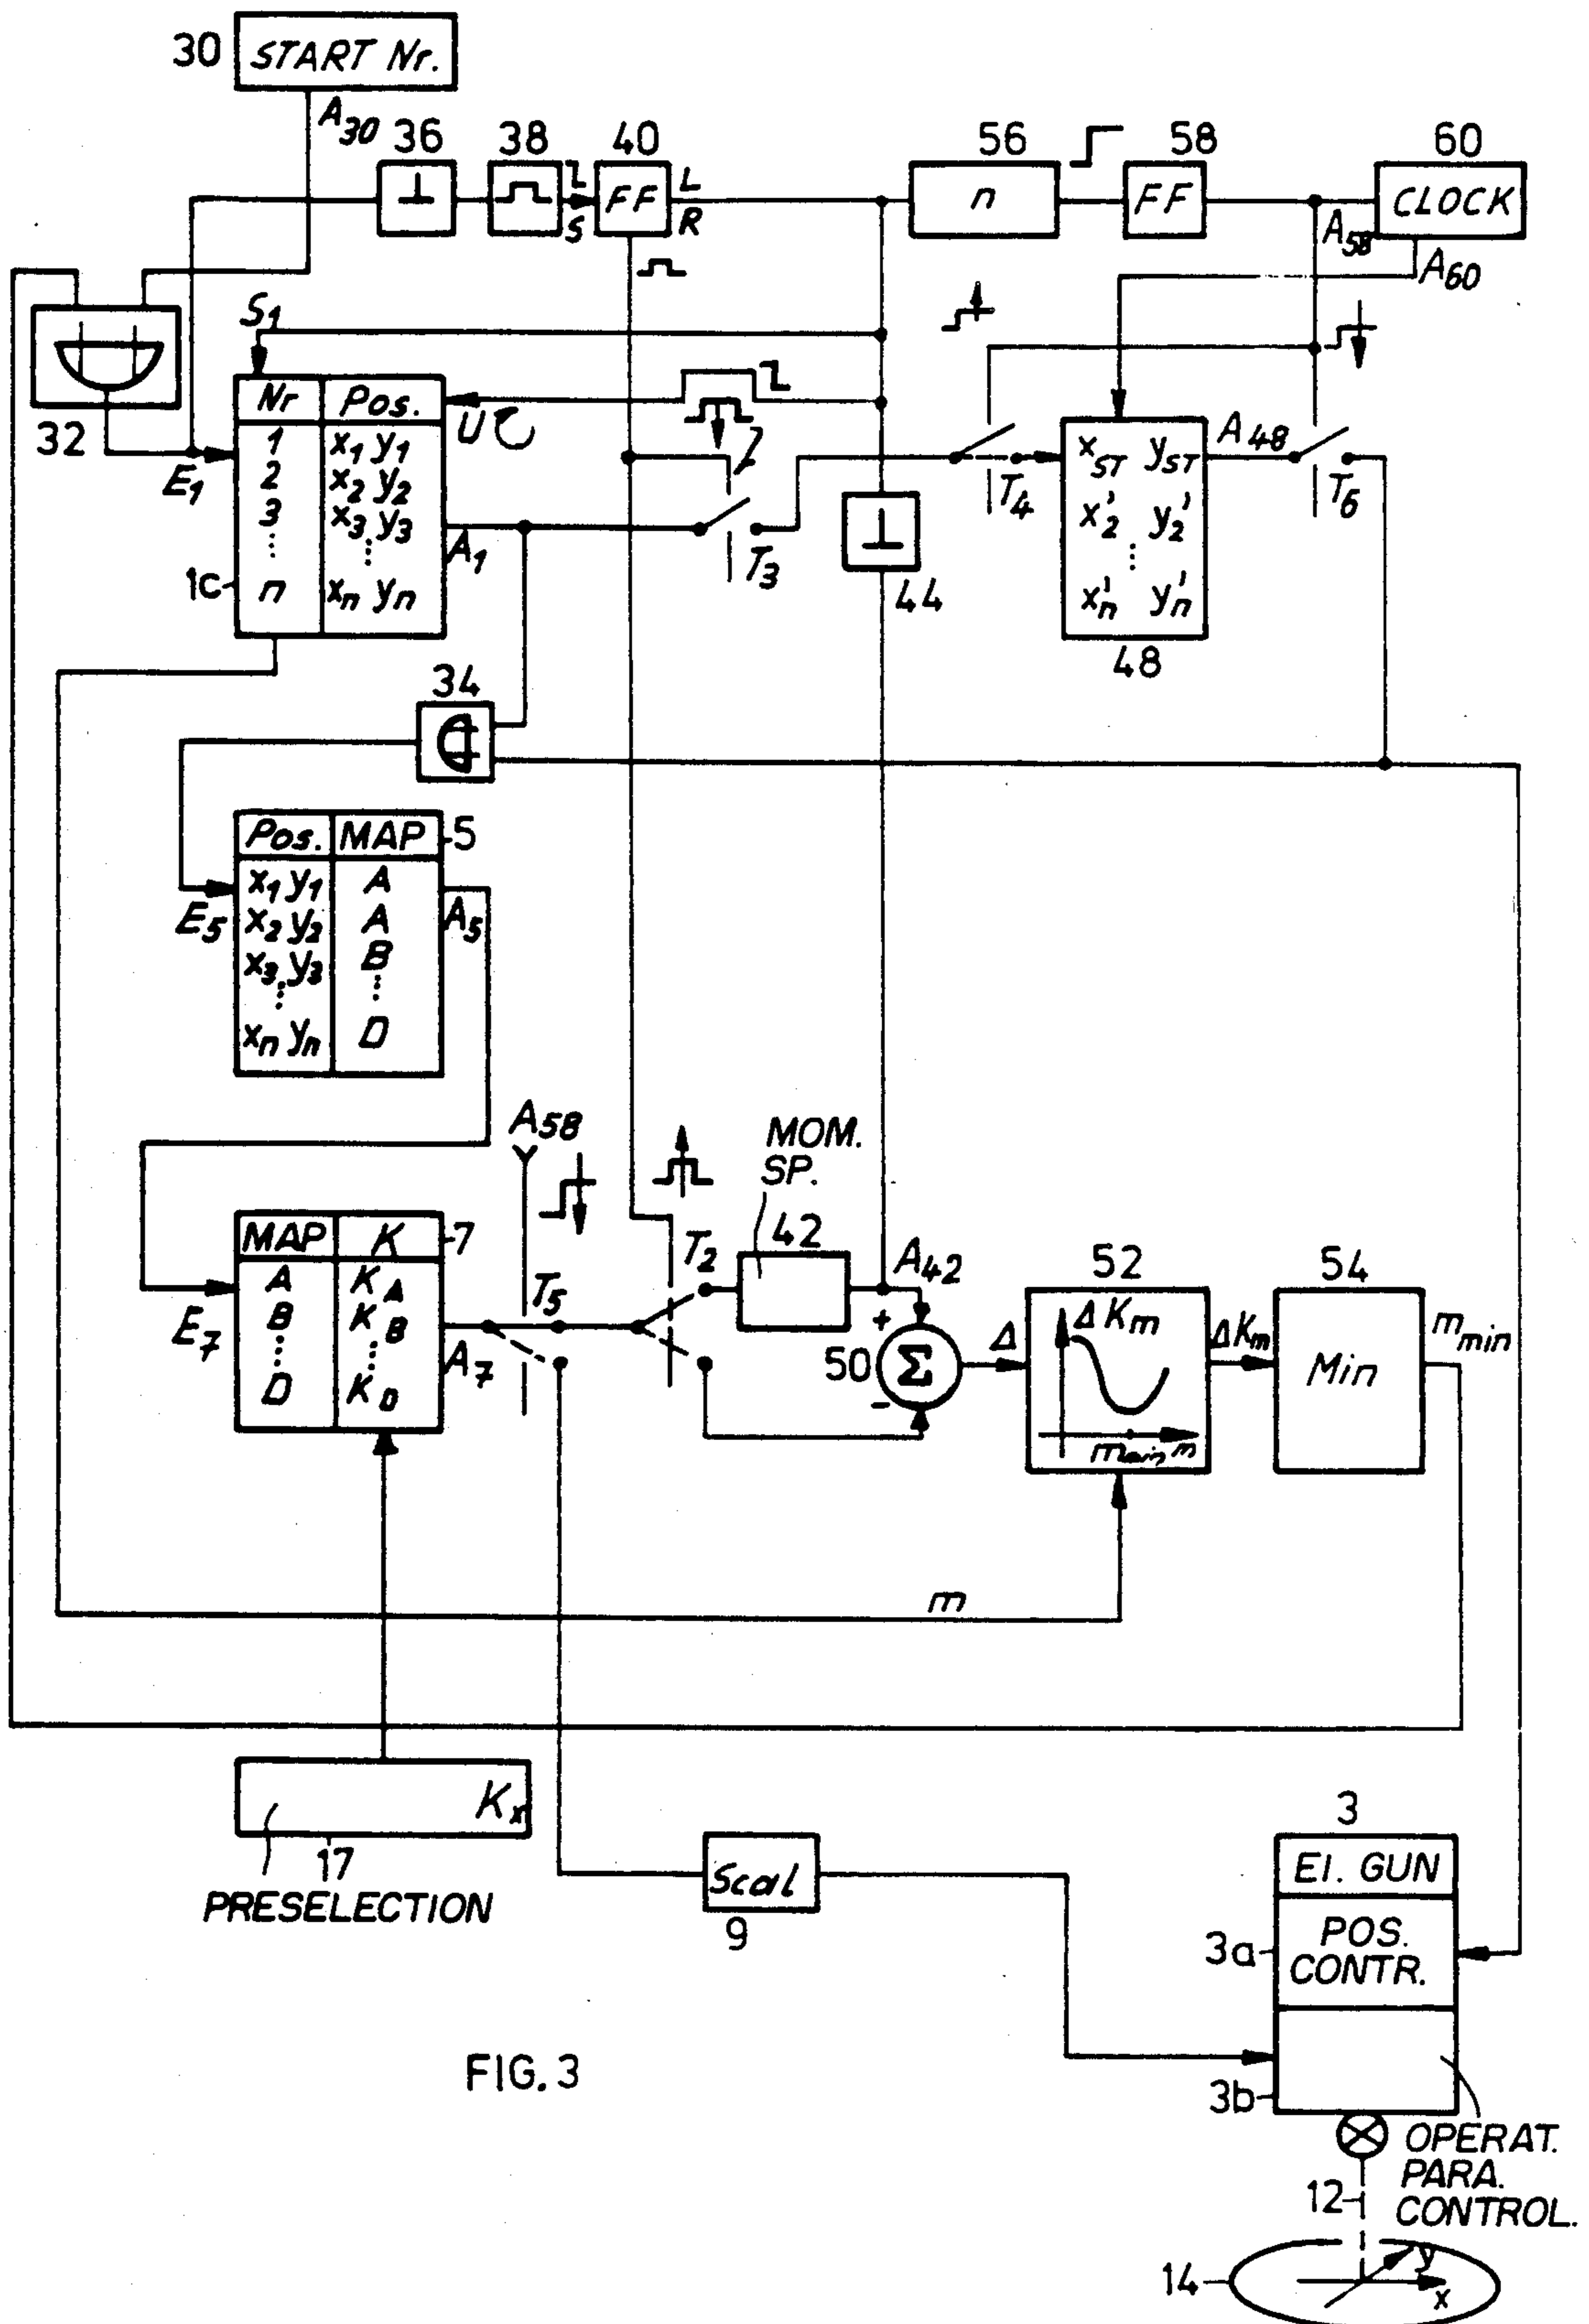 30
START Nr.
A30
36
38
40
56
58
60
L
S
FF
L
R
n
FF
A58
CLOCK
A60
S1
32
E1
Nr
Pos.
1
x1 y1
2
x2 y2
3
x3 y3
n
xn yn
1c
U
A1
T3
44
T4
xST yST
x2' y2'
xn' yn'
48
A48
T6
34
Pos.
MAP
5
x1 y1
A
x2 y2
A
x3 y3
B
xn yn
D
E5
A5
A58
MOM.
SP.
42
T2
A42
MAP
K
7
A
KA
B
KB
D
KD
E7
A7
T5
+
50
Σ
-
Δ
52
ΔKm
mmin
m
ΔKm
54
Min
mmin
m
Kx
17
PRESELECTION
Scal
9
3
El. GUN
3a
POS.
CONTR.
3b
OPERAT.
PARA.
CONTROL.
12
14
y
x
FIG. 3